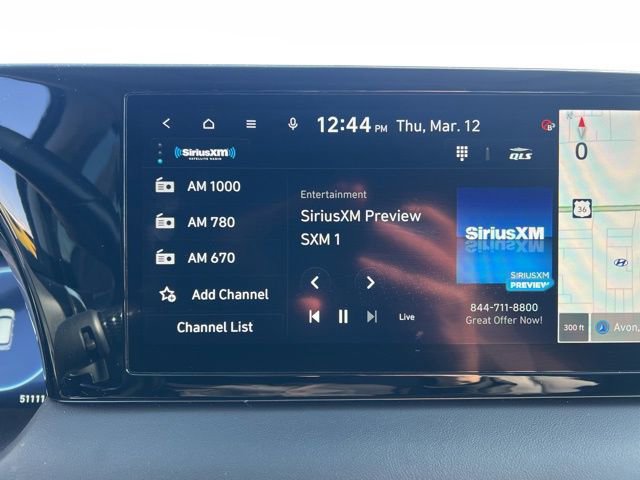 12:44 PM Thu, Mar. 12
B
((SiriusXM))
SATELLITE RADIO
QLS
AM 1000
AM 780
AM 670
Add Channel
Channel List
Entertainment
SiriusXM Preview
SXM 1
Live
SiriusXM
SIRIUSXM
PREVIEW
844-711-8800
Great Offer Now!
0
36
300 ft
Avon,
51111